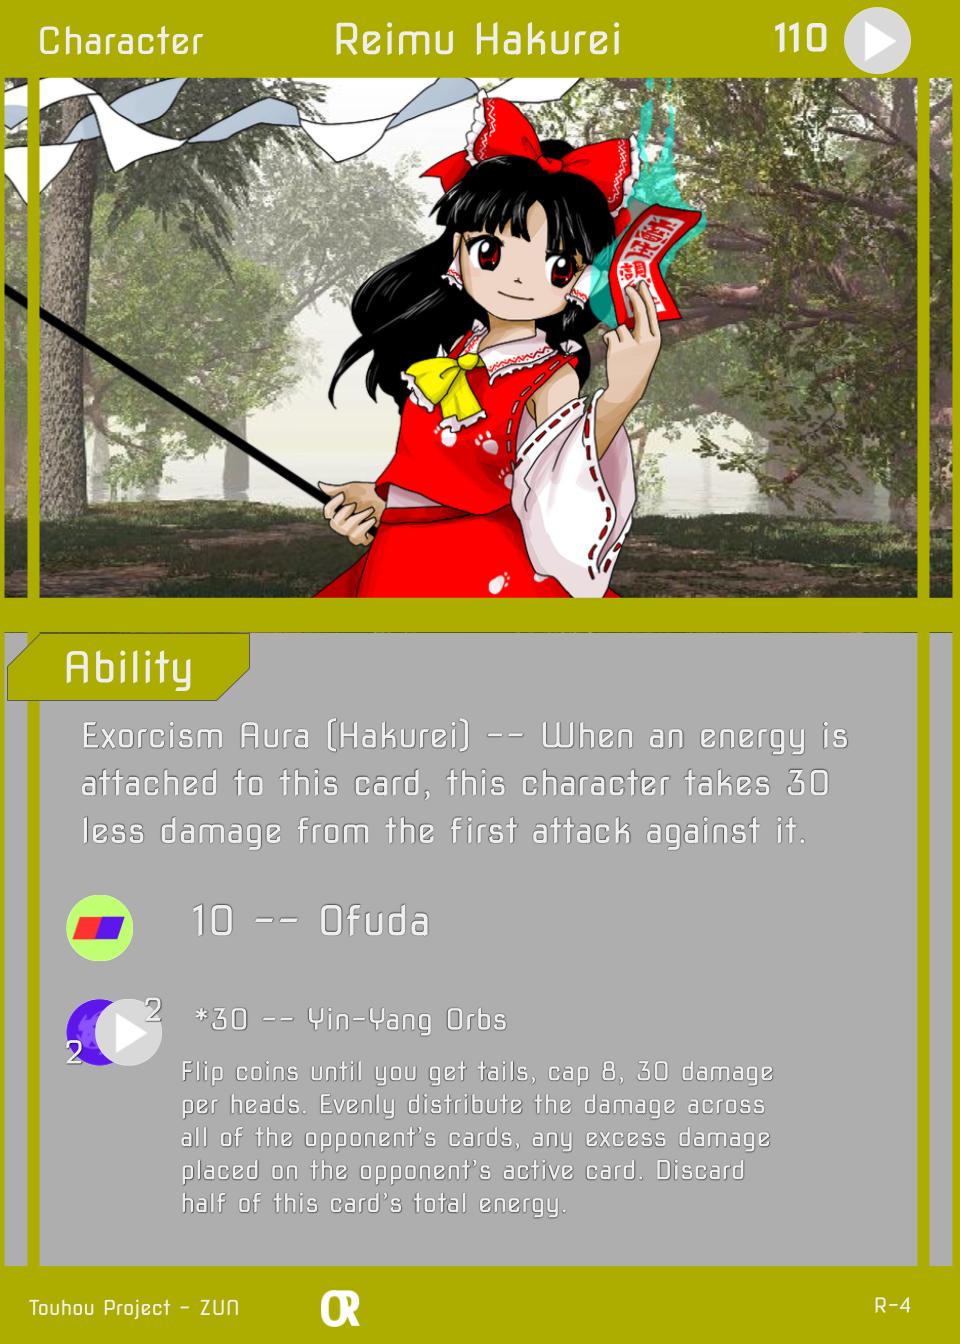 Character
Reimu Hakurei
110
Ability
Exorcism Aura (Hakurei) -- When an energy is
attached to this card, this character takes 30
less damage from the first attack against it.
10 -- Ofuda
2
2
*30 -- Yin-Yang Orbs
Flip coins until you get tails, cap 8, 30 damage
per heads. Evenly distribute the damage across
all of the opponent's cards, any excess damage
placed on the opponent's active card. Discard
half of this card's total energy.
Touhou Project - ZUN
OR
R-4